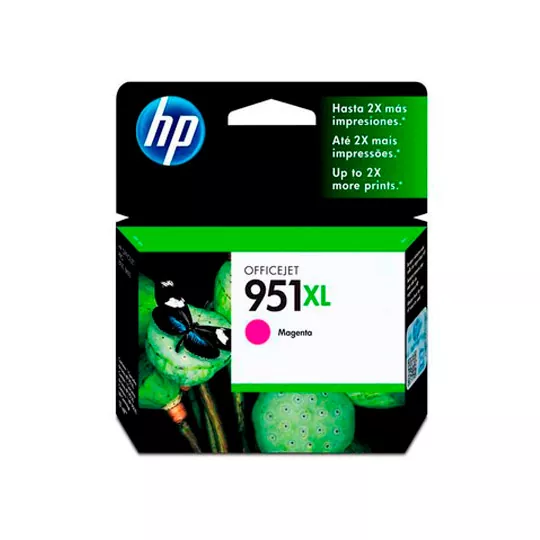 hp
Hasta 2X más
impresiones.*
Até 2X mais
impressões.*
Up to 2X
more prints.*
OFFICEJET
951XL
Magenta